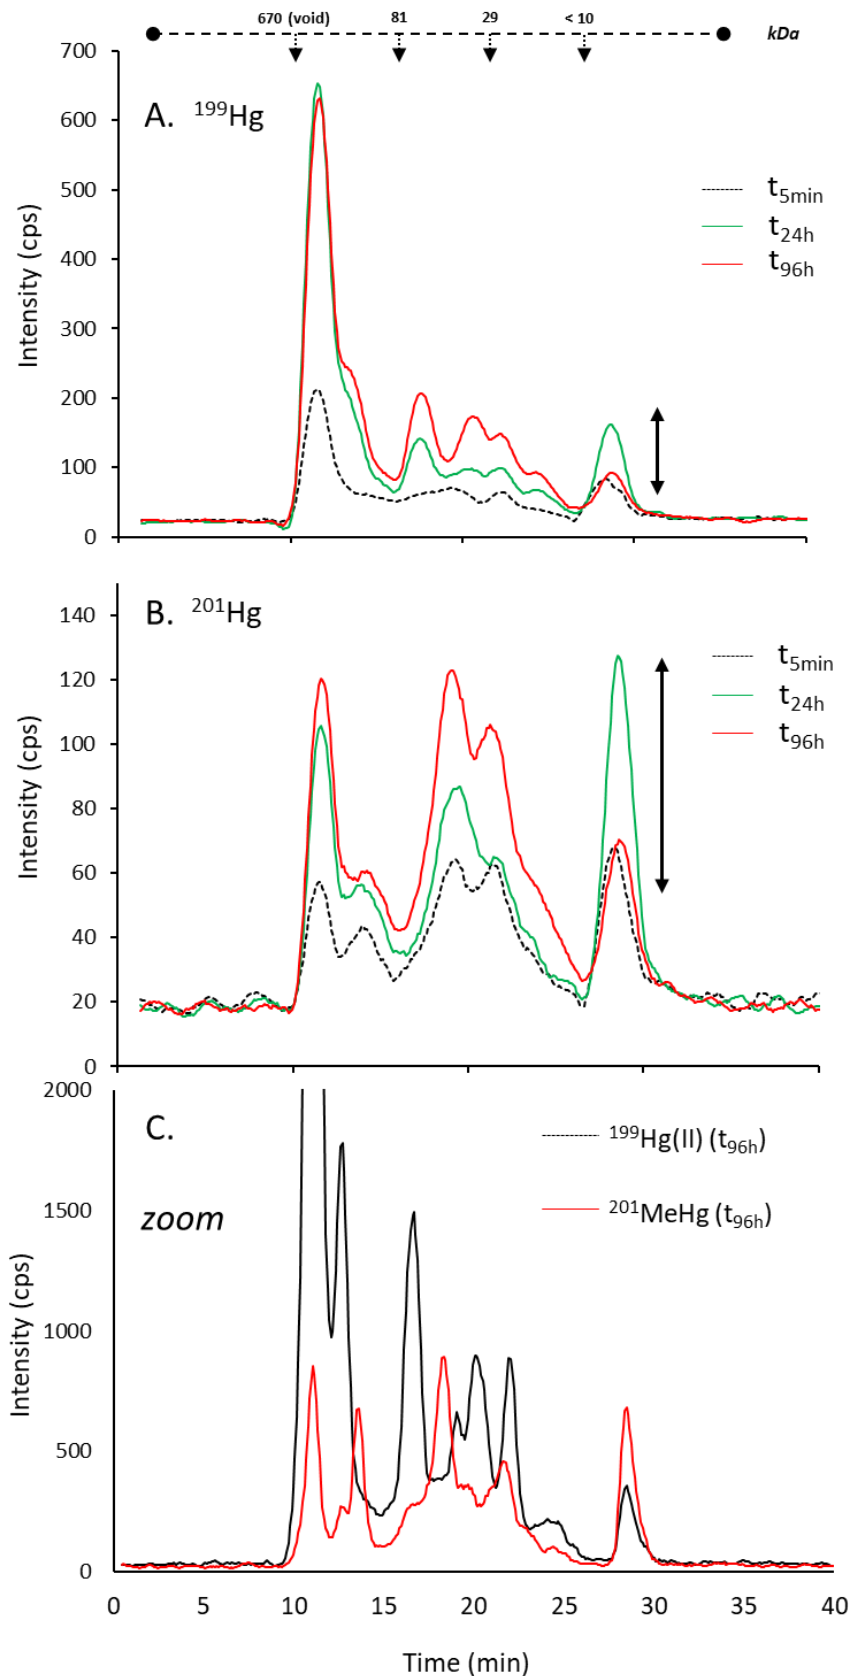 670 (void) 81 29 < 10 kDa
700
A. ¹⁹⁹Hg
600
500
400
300
200
100
0
Intensity (cps)
t5min
t24h
t96h
B. ²⁰¹Hg
140
120
100
80
60
40
20
0
Intensity (cps)
t5min
t24h
t96h
C.
zoom
2000
1500
1000
500
0
Intensity (cps)
¹⁹⁹Hg(II) (t96h)
²⁰¹MeHg (t96h)
0 5 10 15 20 25 30 35 40
Time (min)